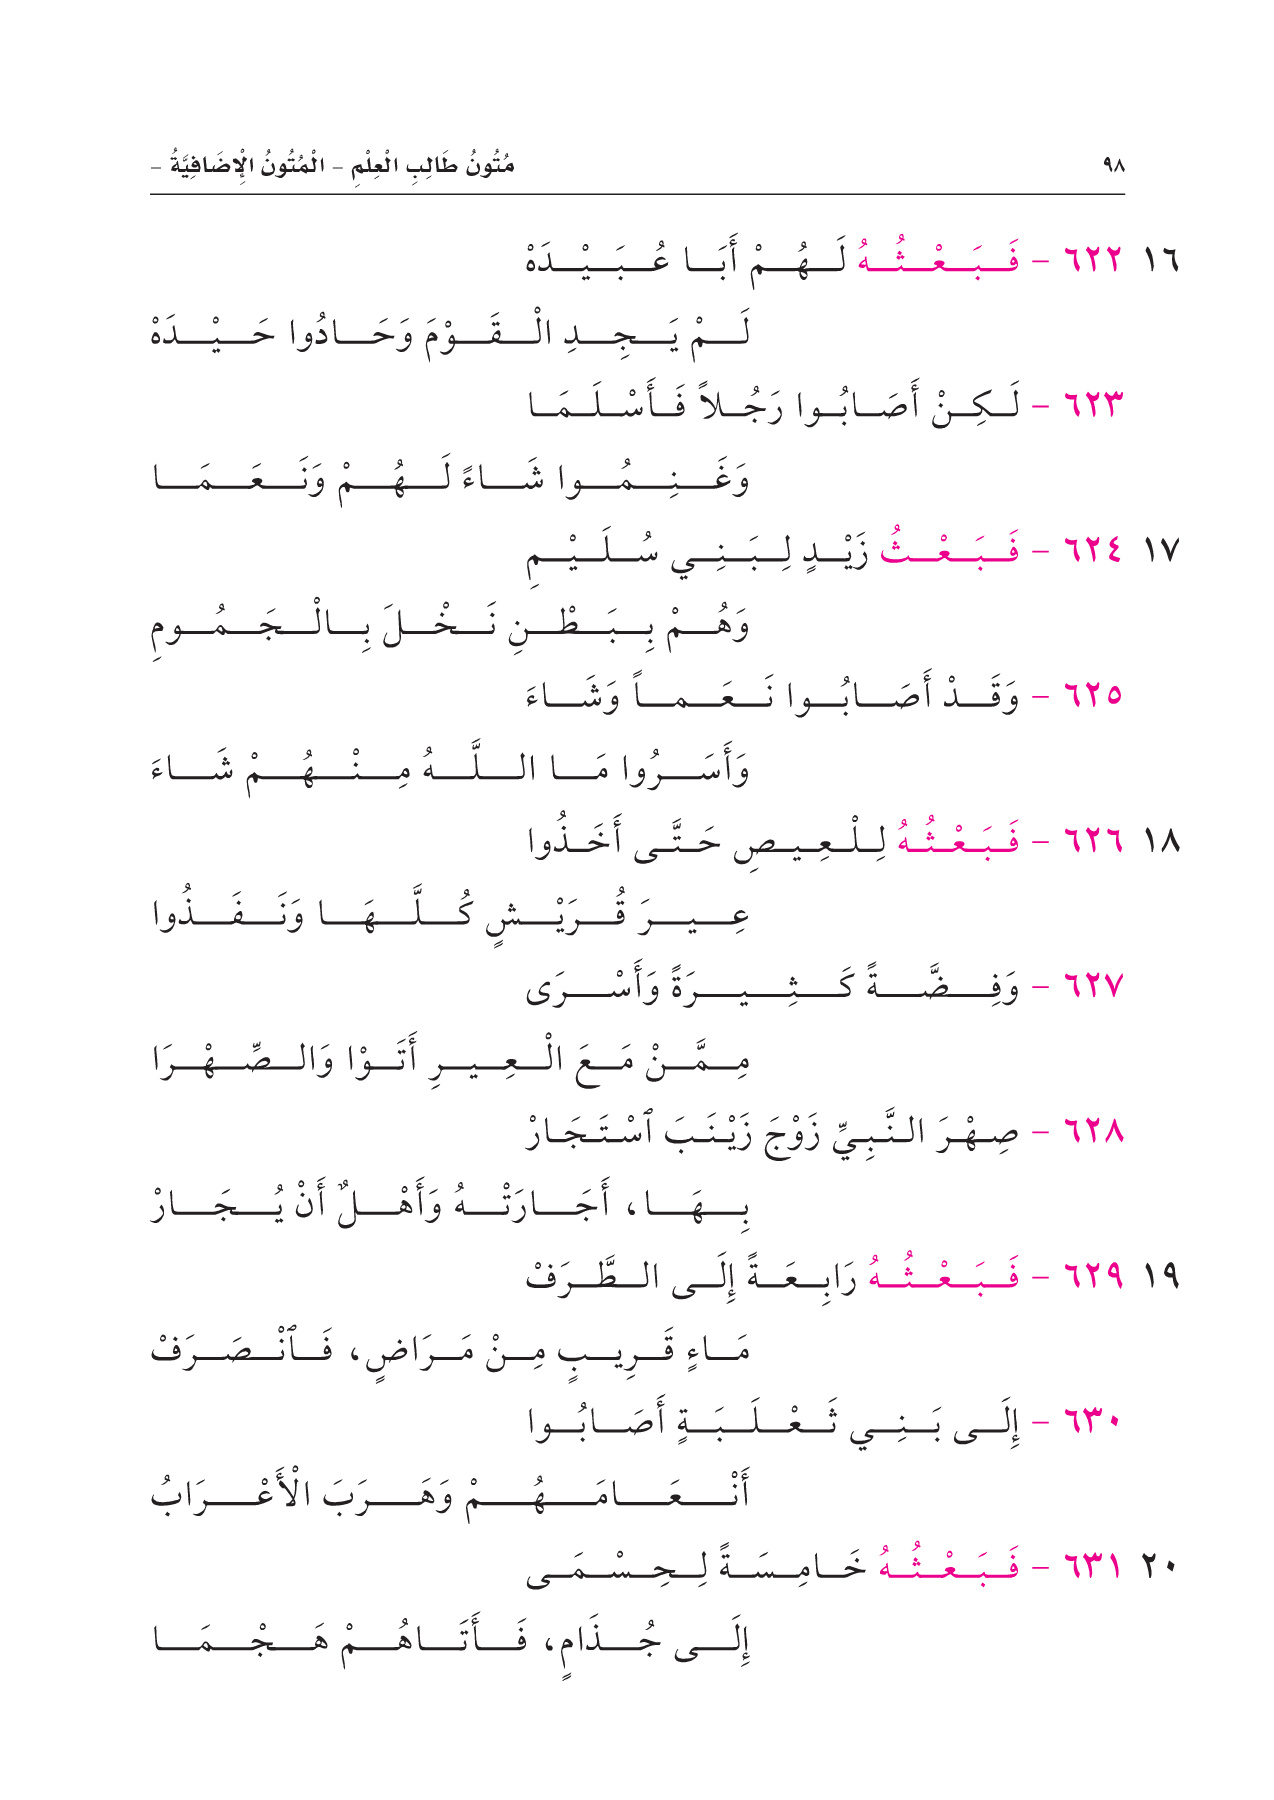 ٩٨ مُتُونُ طَالِبِ الْعِلْمِ – الْمُتُونُ الْإِضَافِيَّةُ –
١٦ ٦٢٢ – فَبَعْثُهُ لَهُمْ أَبَا عُبَيْدَهْ
لَمْ يَجِدِ الْقَوْمَ وَحَادُوا حَيْدَهْ
٦٢٣ – لَكِنْ أَصَابُوا رَجُلاً فَأَسْلَمَا
وَغَنِمُوا شَاءً لَهُمْ وَنَعَمَا
١٧ ٦٢٤ – فَبَعْثُ زَيْدٍ لِبَنِي سُلَيْمِ
وَهُمْ بِبَطْنِ نَخْلَ بِالْجَمُومِ
٦٢٥ – وَقَدْ أَصَابُوا نَعَماً وَشَاءَ
وَأَسَرُوا مَا اللَّهُ مِنْهُمْ شَاءَ
١٨ ٦٢٦ – فَبَعْثُهُ لِلْعِيصِ حَتَّى أَخَذُوا
عِيرَ قُرَيْشٍ كُلَّهَا وَنَفَذُوا
٦٢٧ – وَفِضَّةً كَثِيرَةً وَأَسْرَى
مِمَّنْ مَعَ الْعِيرِ أَتَوْا وَالصِّهْرَا
٦٢٨ – صِهْرَ النَّبِيِّ زَوْجَ زَيْنَبَ ٱسْتَجَارْ
بِهَا، أَجَارَتْهُ وَأَهْلٌ أَنْ يُجَارْ
١٩ ٦٢٩ – فَبَعْثُهُ رَابِعَةً إِلَى الطَّرَفْ
مَاءٍ قَرِيبٍ مِنْ مَرَاضٍ، فَٱنْصَرَفْ
٦٣٠ – إِلَى بَنِي ثَعْلَبَةٍ أَصَابُوا
أَنْعَامَهُمْ وَهَرَبَ الْأَعْرَابُ
٢٠ ٦٣١ – فَبَعْثُهُ خَامِسَةً لِحِسْمَى
إِلَى جُذَامٍ، فَأَتَاهُمْ هَجْمَا